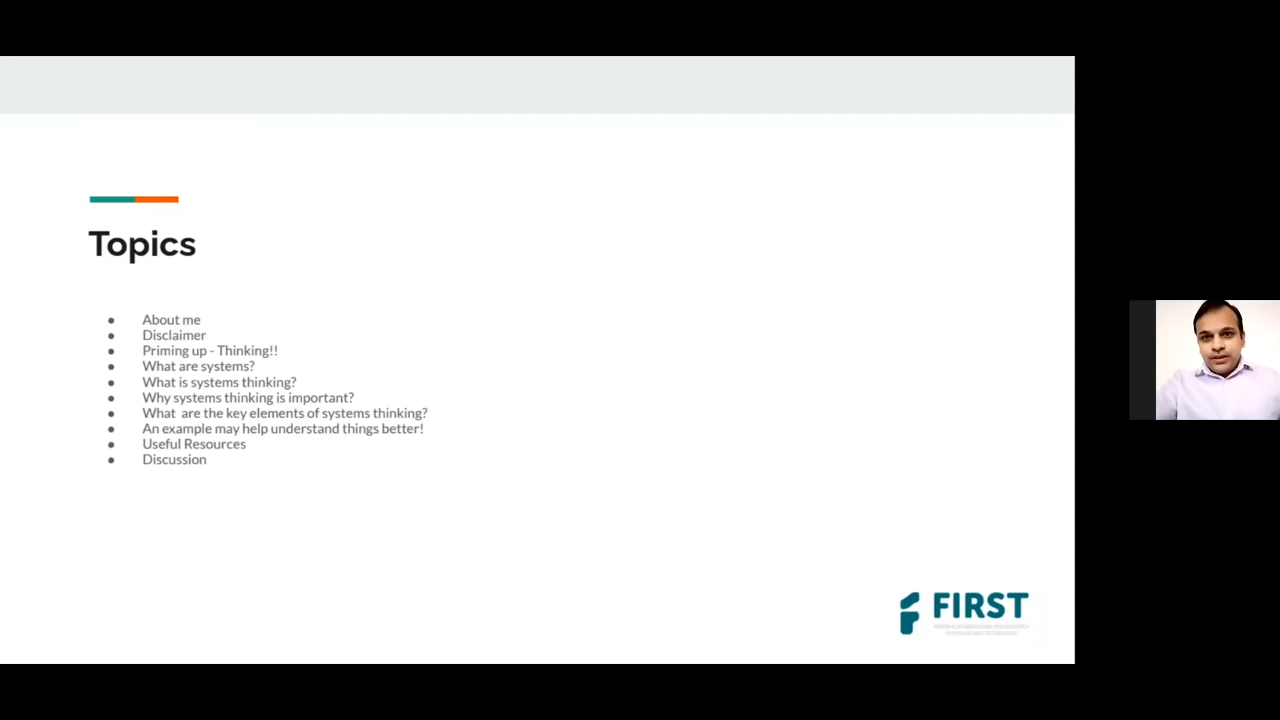 Topics
● About me
● Disclaimer
● Priming up - Thinking!!
● What are systems?
● What is systems thinking?
● Why systems thinking is important?
● What  are the key elements of systems thinking?
● An example may help understand things better!
● Useful Resources
● Discussion
FIRST